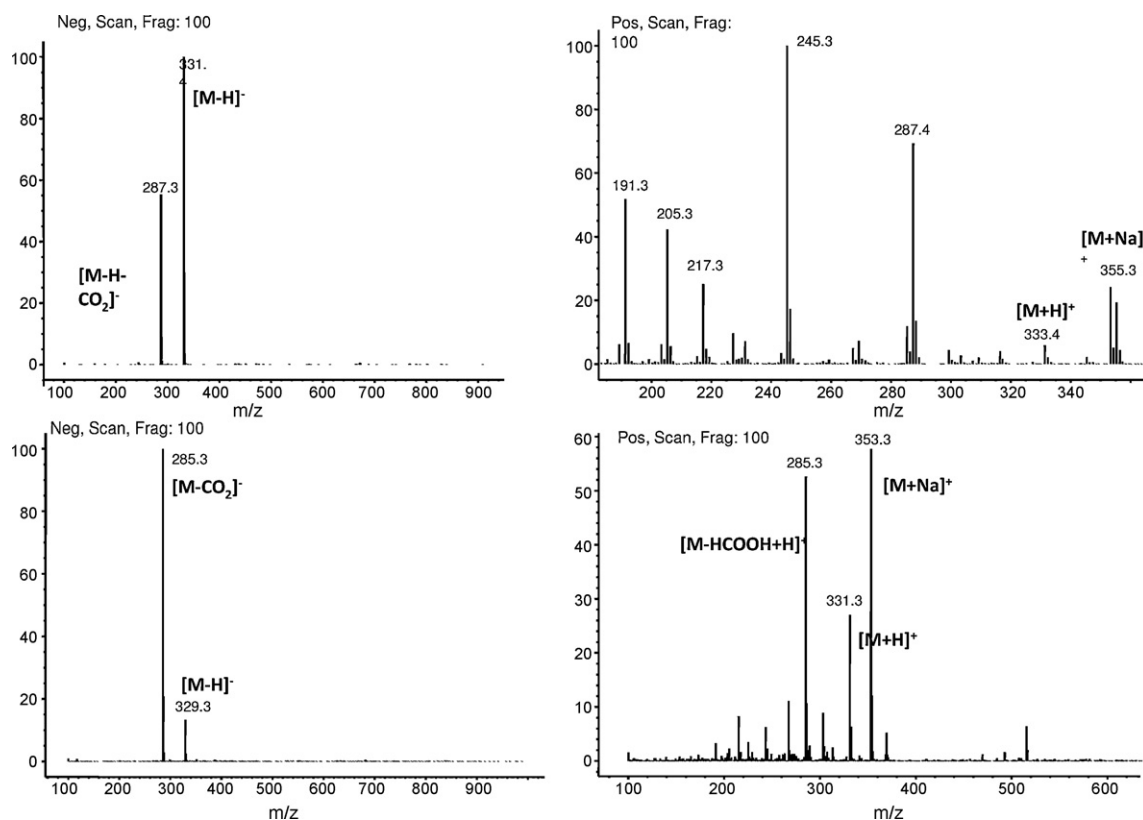 Neg, Scan, Frag: 100
100
80
60
40
20
0
331.
4
[M-H]-
287.3
[M-H-
CO2]-
100 200 300 400 500 600 700 800 900
m/z
Pos, Scan, Frag:
100
100
80
60
40
20
0
245.3
287.4
191.3
205.3
217.3
[M+Na]
+
355.3
[M+H]+
333.4
200 220 240 260 280 300 320 340
m/z
Neg, Scan, Frag: 100
100
80
60
40
20
0
285.3
[M-CO2]-
[M-H]-
329.3
100 200 300 400 500 600 700 800 900
m/z
Pos, Scan, Frag: 100
60
50
40
30
20
10
0
353.3
285.3
[M+Na]+
[M-HCOOH+H]+
331.3
[M+H]+
100 200 300 400 500 600
m/z